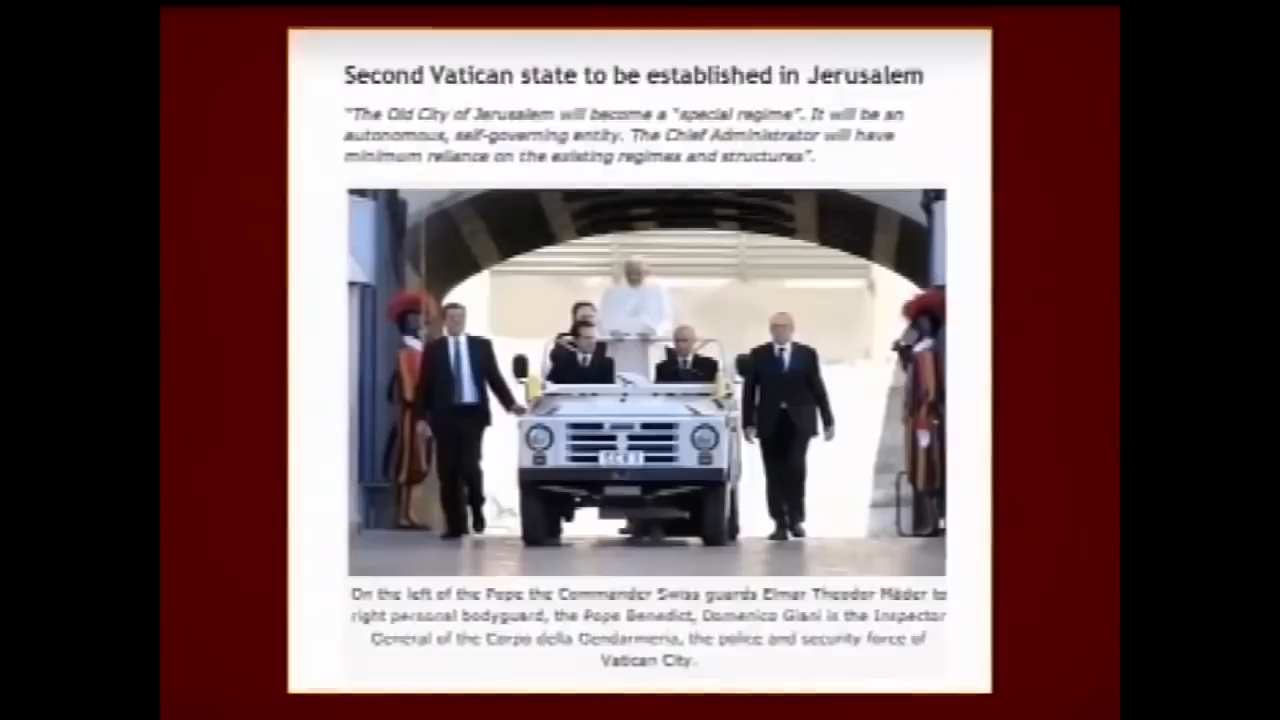 Second Vatican state to be established in Jerusalem
"The Old City of Jerusalem will become a "special regime". It will be an
autonomous, self-governing entity. The Chief Administrator will have
minimum reliance on the existing regimes and structures".
SCV 1
On the left of the Pope the Commander Swiss guards Elmar Theodor Mäder to
right personal bodyguard, the Pope Benedict, Domenico Giani is the Inspector
General of the Corpo della Gendarmeria, the police and security force of
Vatican City.